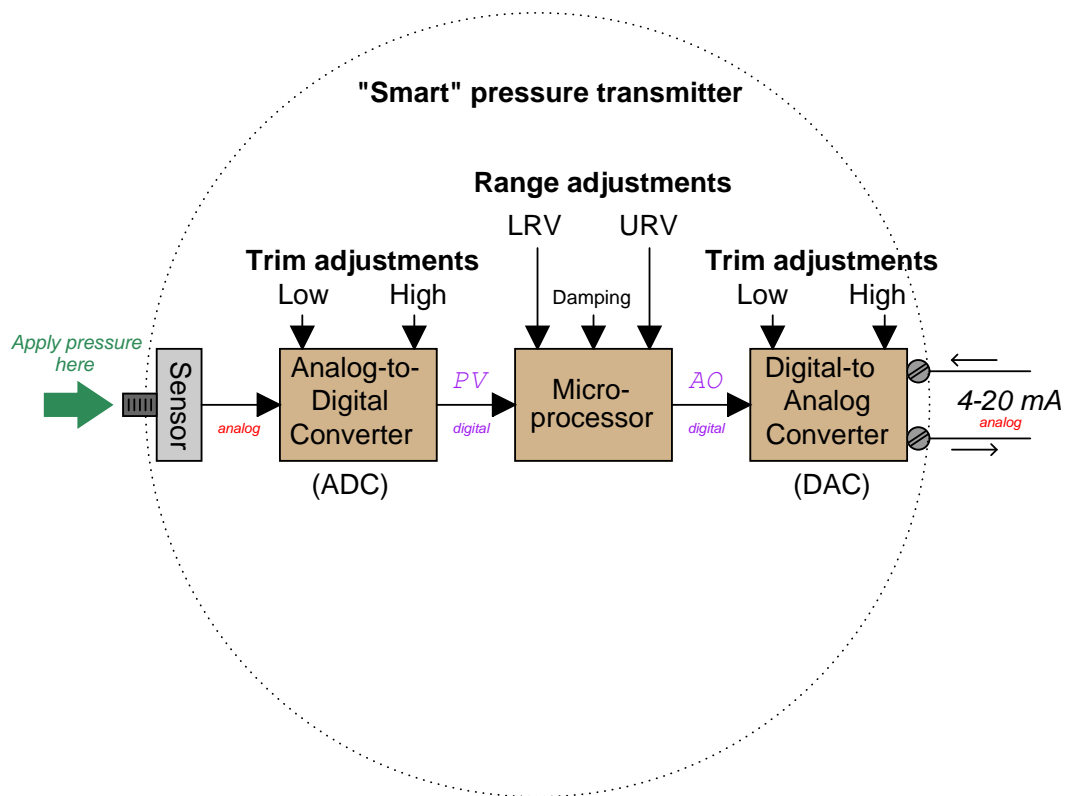 "Smart" pressure transmitter
Range adjustments
LRV URV
Trim adjustments
Low High
Damping
Trim adjustments
Low High
Apply pressure
here
Sensor
analog
Analog-to-
Digital
Converter
(ADC)
PV
digital
Micro-
processor
AO
digital
Digital-to
Analog
Converter
(DAC)
4-20 mA
analog